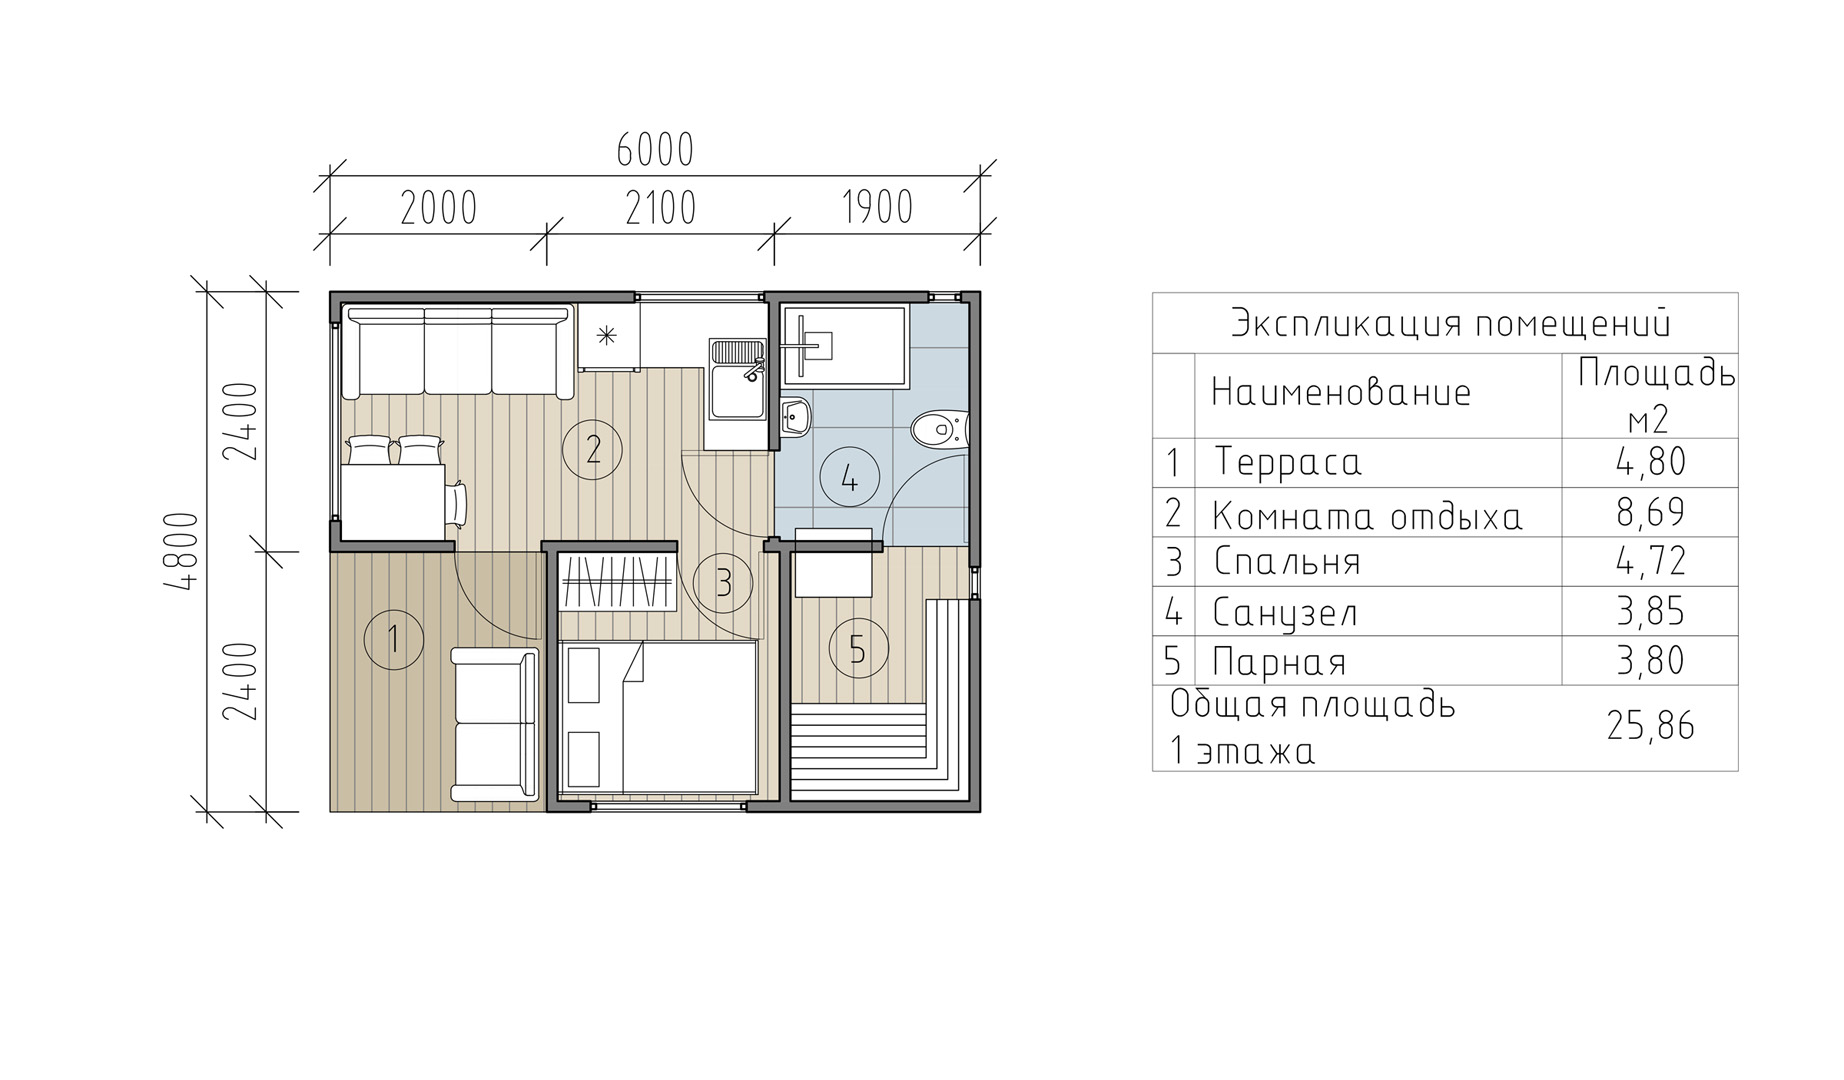 6000
2000 2100 1900
4800
2400
2400
2
4
3
1
5
Экспликация помещений
Наименование
Площадь
м2
1 Терраса 4,80
2 Комната отдыха 8,69
3 Спальня 4,72
4 Санузел 3,85
5 Парная 3,80
Общая площадь
1 этажа
25,86